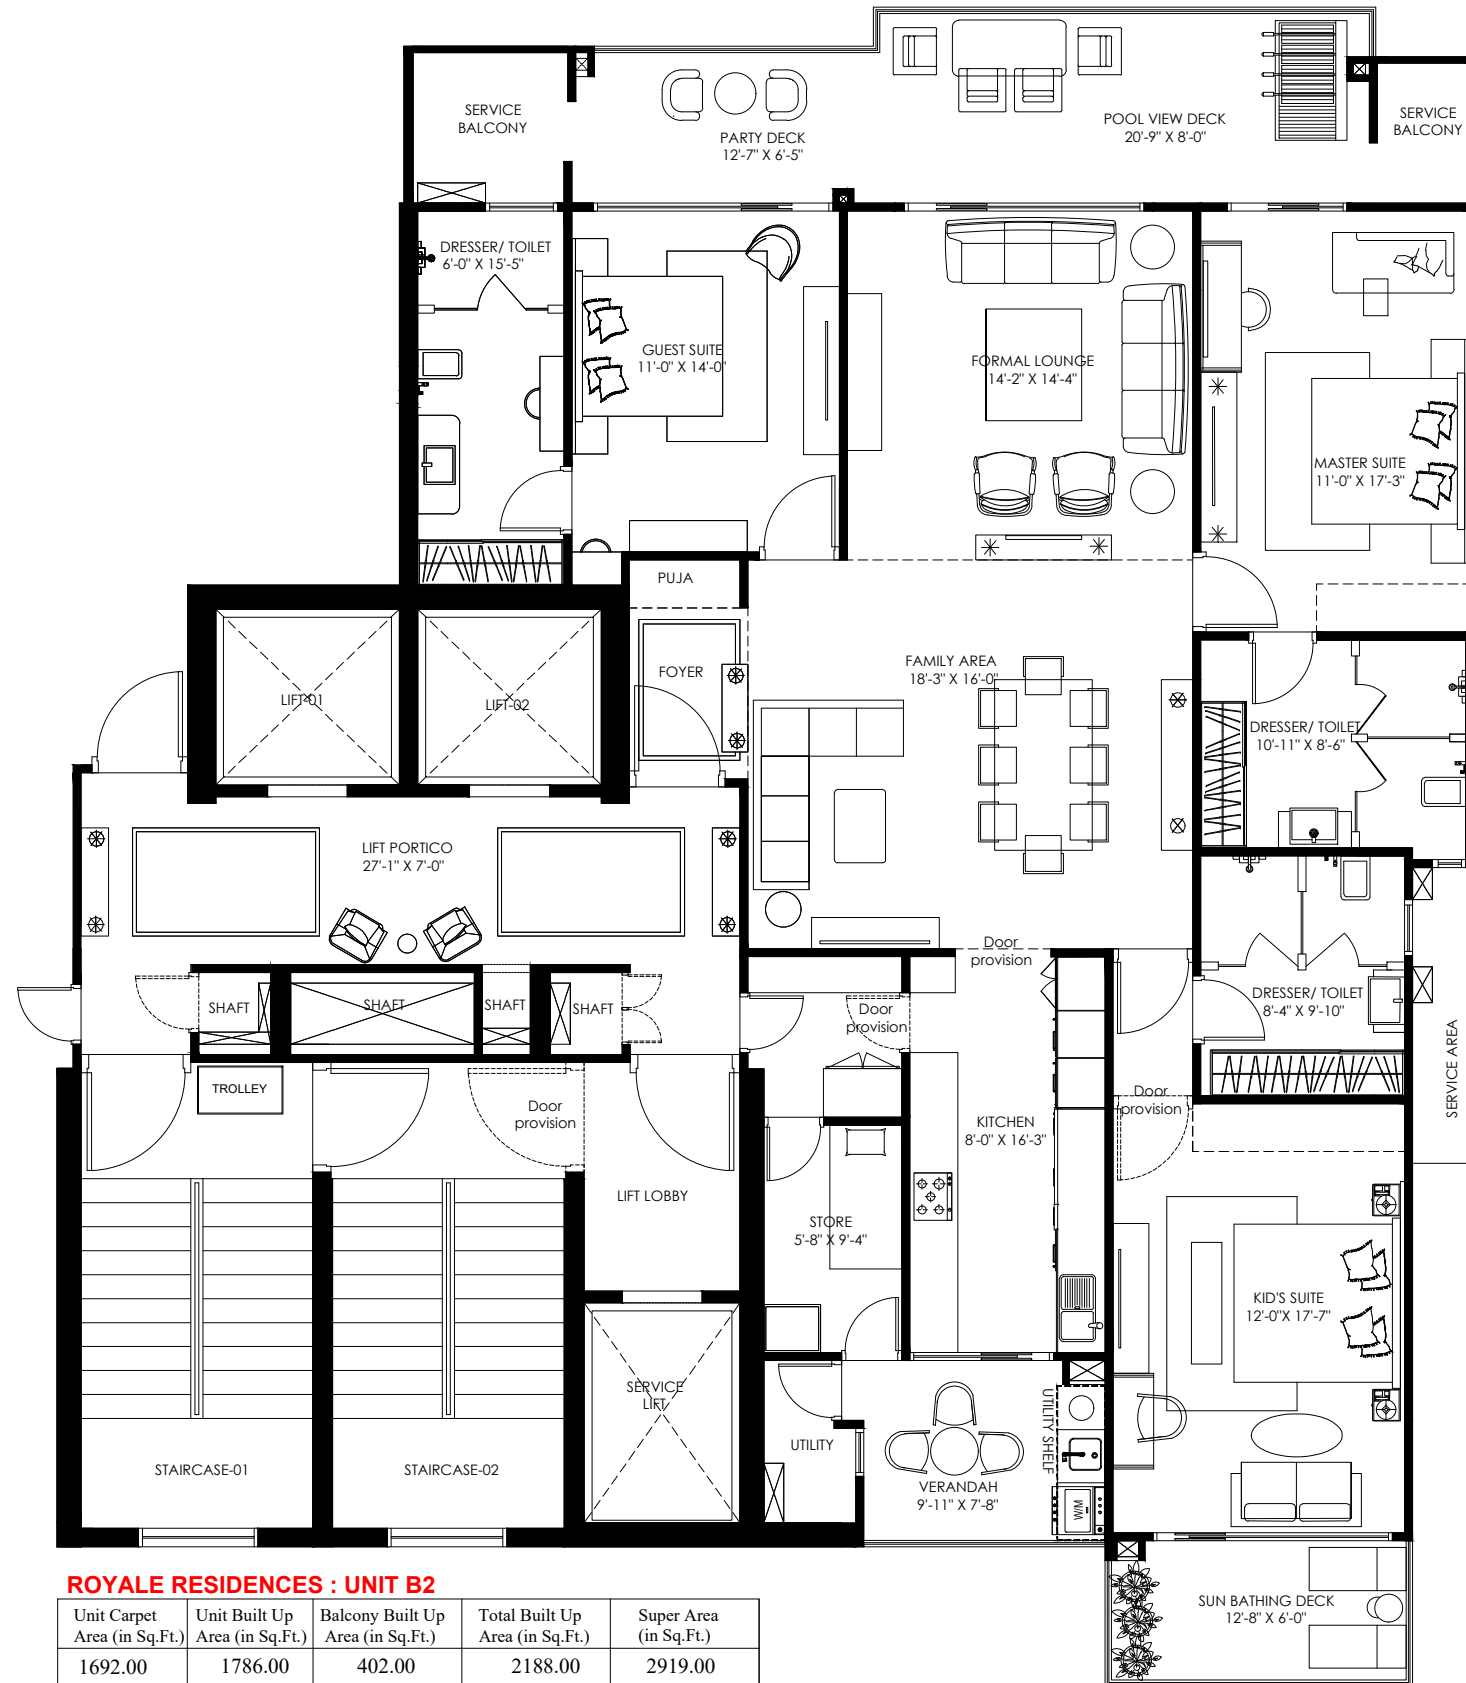 SERVICE
BALCONY
PARTY DECK
12'-7" X 6'-5"
POOL VIEW DECK
20'-9" X 8'-0"
SERVICE
BALCONY
DRESSER/ TOILET
6'-0" X 15'-5"
GUEST SUITE
11'-0" X 14'-0"
FORMAL LOUNGE
14'-2" X 14'-4"
MASTER SUITE
11'-0" X 17'-3"
PUJA
FOYER
LIFT-01
LIFT-02
FAMILY AREA
18'-3" X 16'-0"
DRESSER/ TOILET
10'-11" X 8'-6"
LIFT PORTICO
27'-1" X 7'-0"
Door
provision
SHAFT
SHAFT
SHAFT
SHAFT
Door
provision
DRESSER/ TOILET
8'-4" X 9'-10"
SERVICE AREA
TROLLEY
Door
provision
KITCHEN
8'-0" X 16'-3"
Door
provision
LIFT LOBBY
STORE
5'-8" X 9'-4"
KID'S SUITE
12'-0"X 17'-7"
SERVICE
LIFT
UTILITY
UTILITY SHELF
STAIRCASE-01
STAIRCASE-02
VERANDAH
9'-11" X 7'-8"
W/M
SUN BATHING DECK
12'-8" X 6'-0"
ROYALE RESIDENCES : UNIT B2
Unit Carpet
Area (in Sq.Ft.)
Unit Built Up
Area (in Sq.Ft.)
Balcony Built Up
Area (in Sq.Ft.)
Total Built Up
Area (in Sq.Ft.)
Super Area
(in Sq.Ft.)
1692.00
1786.00
402.00
2188.00
2919.00